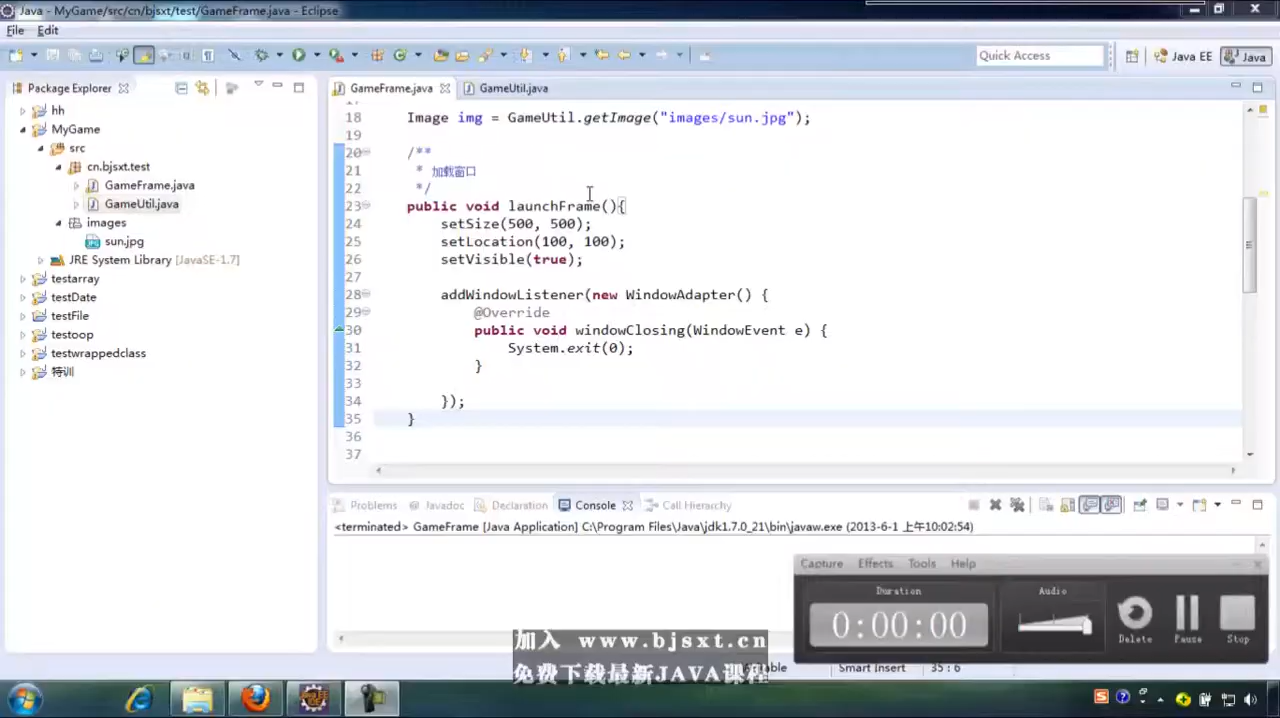 Java - MyGame/src/cn/bjsxt/test/GameFrame.java - Eclipse
File Edit
Quick Access
Java EE
Java
Package Explorer
hh
MyGame
src
cn.bjsxt.test
GameFrame.java
GameUtil.java
images
sun.jpg
JRE System Library [JavaSE-1.7]
testarray
testDate
testFile
testoop
testwrappedclass
特训
GameFrame.java
GameUtil.java
18 Image img = GameUtil.getImage("images/sun.jpg");
19
20 /**
21 * 加载窗口
22 */
23 public void launchFrame(){
24 setSize(500, 500);
25 setLocation(100, 100);
26 setVisible(true);
27
28 addWindowListener(new WindowAdapter() {
29 @Override
30 public void windowClosing(WindowEvent e) {
31 System.exit(0);
32 }
33
34 });
35 }
36
37
Problems @ Javadoc Declaration Console Call Hierarchy
<terminated> GameFrame [Java Application] C:\Program Files\Java\jdk1.7.0_21\bin\javaw.exe (2013-6-1 上午10:02:54)
Capture Effects Tools Help
Duration
0:00:00
Audio
Delete
Pause
Stop
加入 www.bjsxt.cn
免费下载最新JAVA课程
Smart Insert
35 : 6